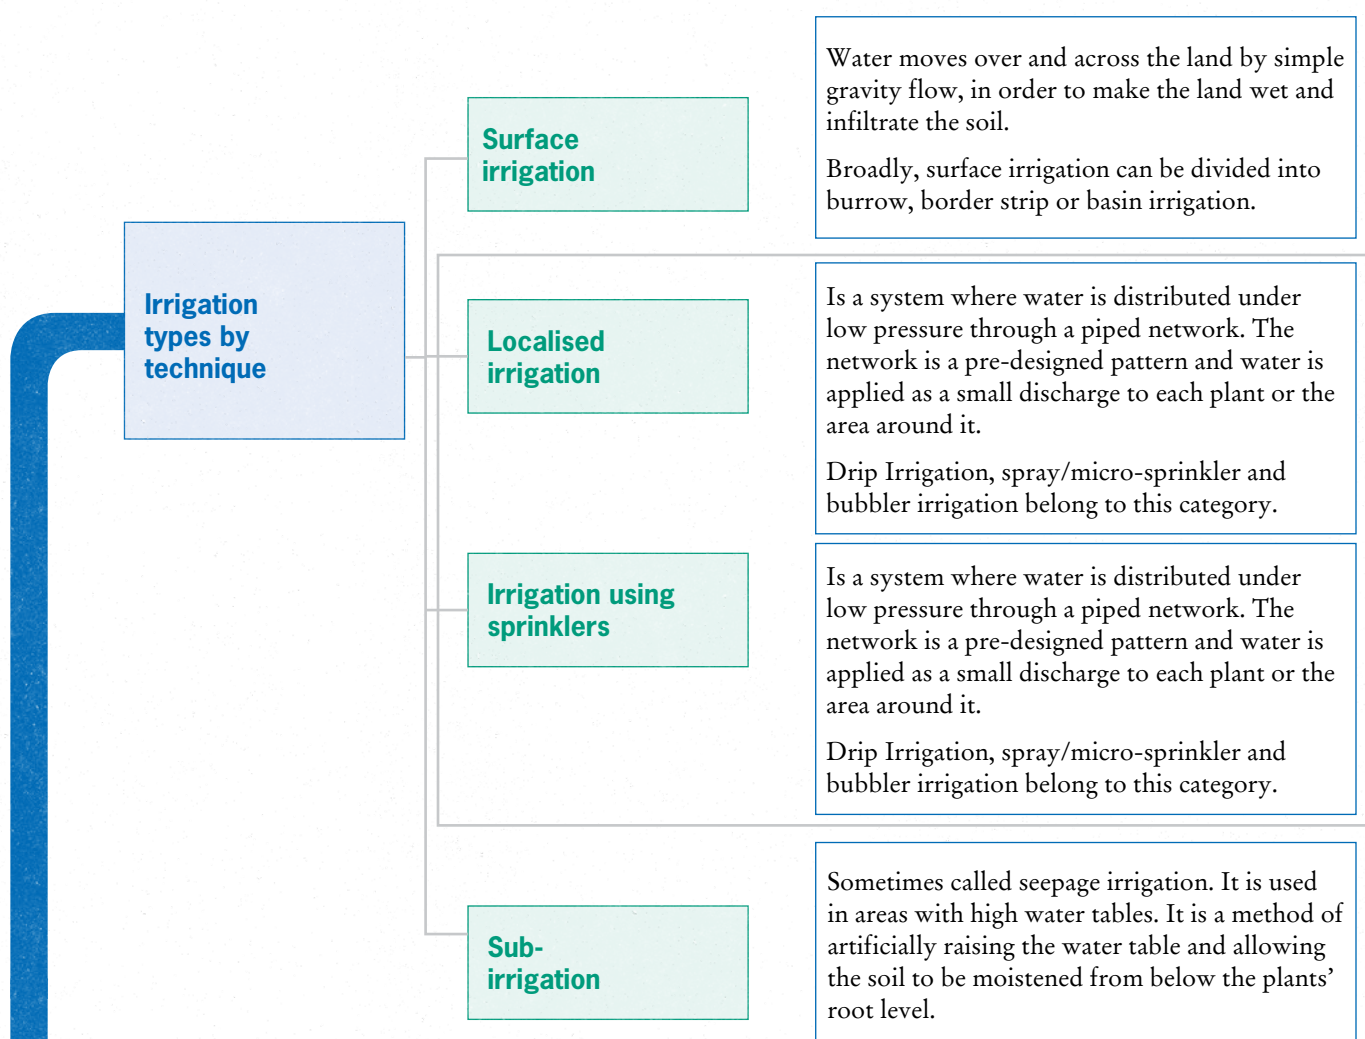 Irrigation
types by
technique
Surface
irrigation
Water moves over and across the land by simple
gravity flow, in order to make the land wet and
infiltrate the soil.
Broadly, surface irrigation can be divided into
burrow, border strip or basin irrigation.
Localised
irrigation
Is a system where water is distributed under
low pressure through a piped network. The
network is a pre-designed pattern and water is
applied as a small discharge to each plant or the
area around it.
Drip Irrigation, spray/micro-sprinkler and
bubbler irrigation belong to this category.
Irrigation using
sprinklers
Is a system where water is distributed under
low pressure through a piped network. The
network is a pre-designed pattern and water is
applied as a small discharge to each plant or the
area around it.
Drip Irrigation, spray/micro-sprinkler and
bubbler irrigation belong to this category.
Sub-
irrigation
Sometimes called seepage irrigation. It is used
in areas with high water tables. It is a method of
artificially raising the water table and allowing
the soil to be moistened from below the plants’
root level.